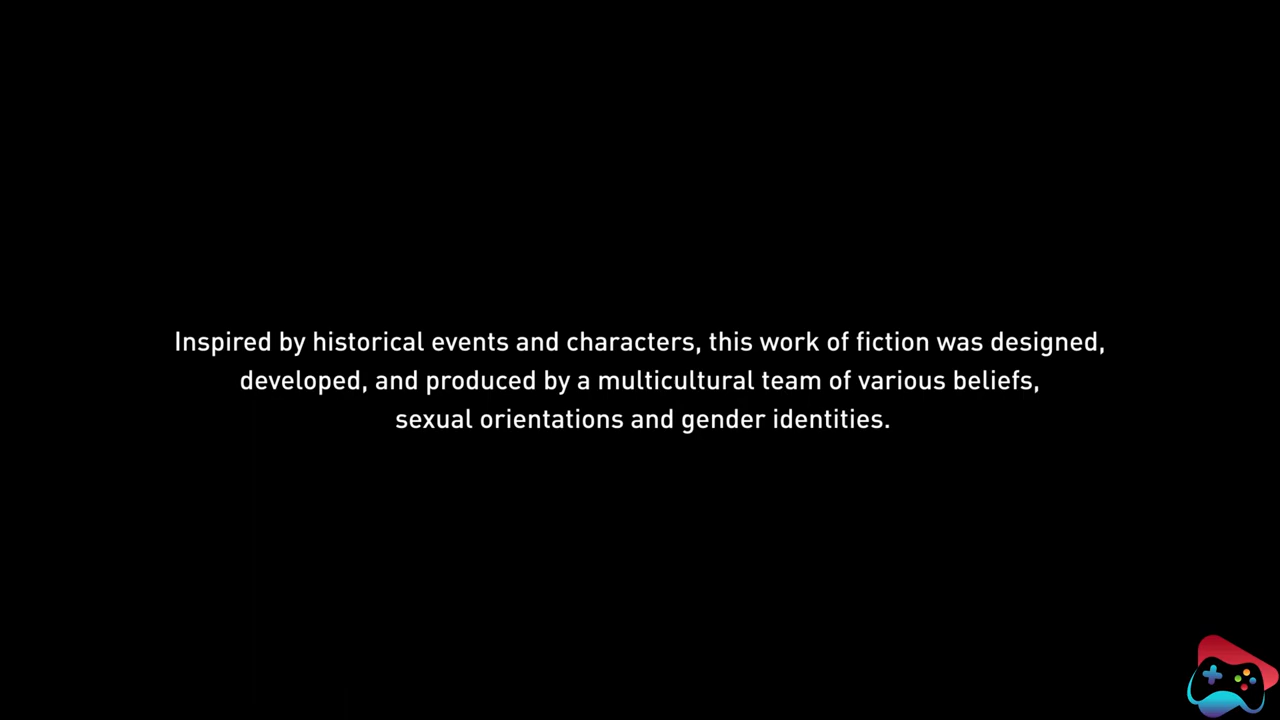 Inspired by historical events and characters, this work of fiction was designed,
developed, and produced by a multicultural team of various beliefs,
sexual orientations and gender identities.